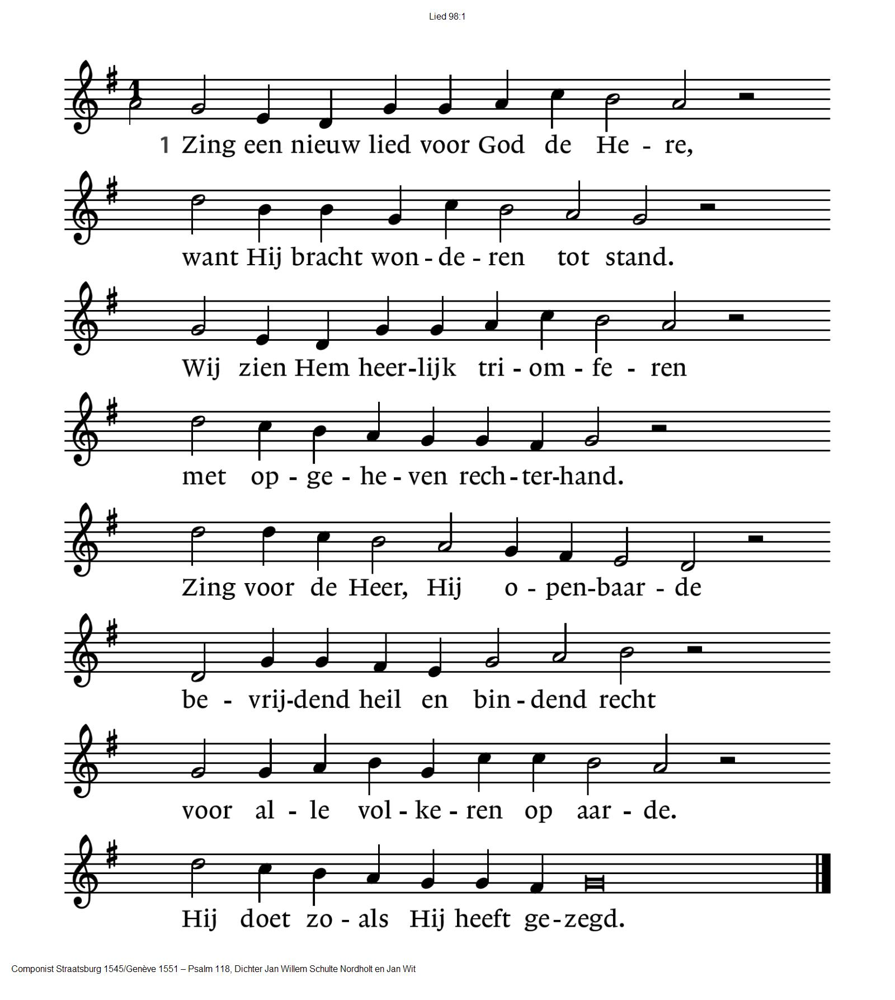 Lied 98:1
1
1 Zing een nieuw lied voor God de He - re,
want Hij bracht won - de - ren tot stand.
Wij zien Hem heer-lijk tri - om - fe - ren
met op - ge - he - ven rech - ter-hand.
Zing voor de Heer, Hij o - pen-baar - de
be - vrij-dend heil en bin - dend recht
voor al - le vol - ke - ren op aar - de.
Hij doet zo - als Hij heeft ge - zegd.
Componist Straatsburg 1545/Genève 1551 – Psalm 118, Dichter Jan Willem Schulte Nordholt en Jan Wit